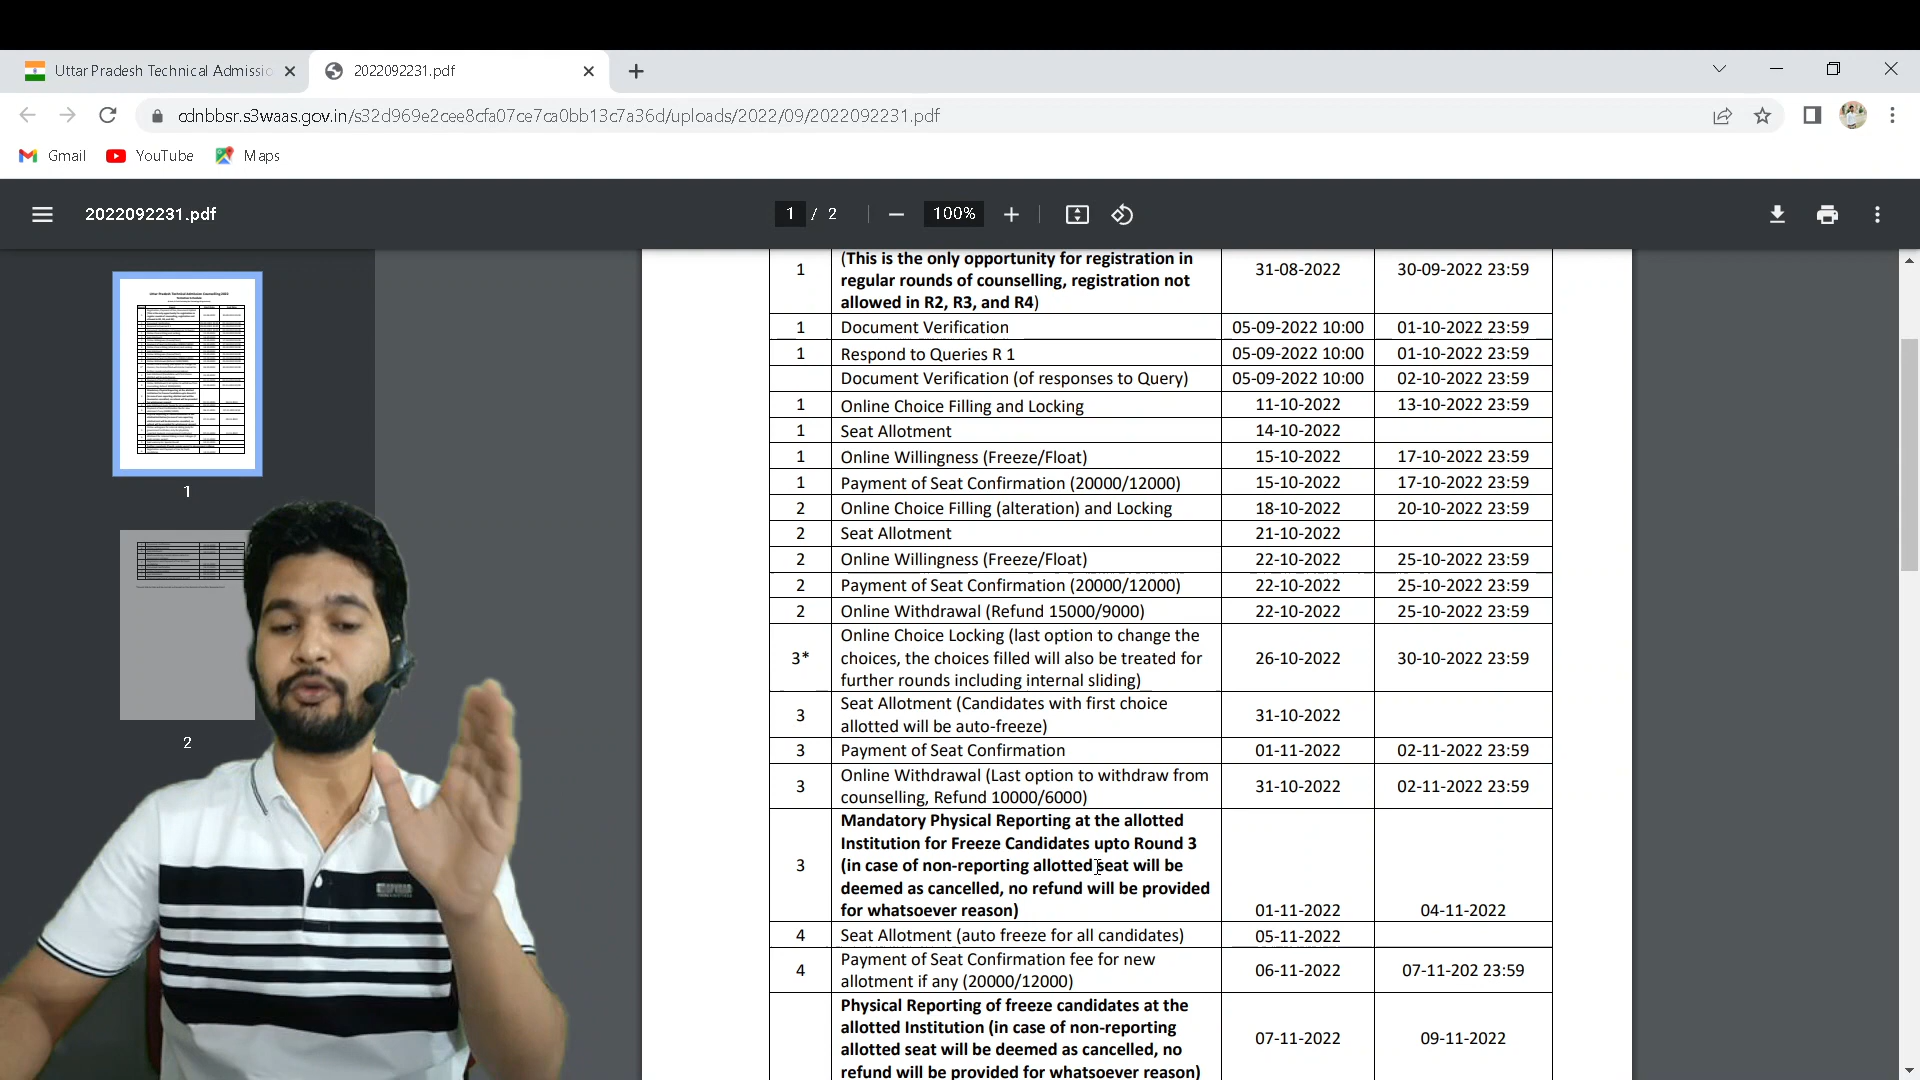 Uttar Pradesh Technical Admissio
2022092231.pdf
cdnbbsr.s3waas.gov.in/s32d969e2cee8cfa07ce7ca0bb13c7a36d/uploads/2022/09/2022092231.pdf
Gmail YouTube Maps
2022092231.pdf
1 / 2
100%
1
2
(This is the only opportunity for registration in
regular rounds of counselling, registration not
allowed in R2, R3, and R4)
1 31-08-2022 30-09-2022 23:59
1 Document Verification 05-09-2022 10:00 01-10-2022 23:59
1 Respond to Queries R 1 05-09-2022 10:00 01-10-2022 23:59
Document Verification (of responses to Query) 05-09-2022 10:00 02-10-2022 23:59
1 Online Choice Filling and Locking 11-10-2022 13-10-2022 23:59
1 Seat Allotment 14-10-2022
1 Online Willingness (Freeze/Float) 15-10-2022 17-10-2022 23:59
1 Payment of Seat Confirmation (20000/12000) 15-10-2022 17-10-2022 23:59
2 Online Choice Filling (alteration) and Locking 18-10-2022 20-10-2022 23:59
2 Seat Allotment 21-10-2022
2 Online Willingness (Freeze/Float) 22-10-2022 25-10-2022 23:59
2 Payment of Seat Confirmation (20000/12000) 22-10-2022 25-10-2022 23:59
2 Online Withdrawal (Refund 15000/9000) 22-10-2022 25-10-2022 23:59
Online Choice Locking (last option to change the
3* choices, the choices filled will also be treated for 26-10-2022 30-10-2022 23:59
further rounds including internal sliding)
Seat Allotment (Candidates with first choice
3 allotted will be auto-freeze) 31-10-2022
3 Payment of Seat Confirmation 01-11-2022 02-11-2022 23:59
Online Withdrawal (Last option to withdraw from
3 counselling, Refund 10000/6000) 31-10-2022 02-11-2022 23:59
Mandatory Physical Reporting at the allotted
Institution for Freeze Candidates upto Round 3
3 (in case of non-reporting allotted seat will be
deemed as cancelled, no refund will be provided
for whatsoever reason) 01-11-2022 04-11-2022
4 Seat Allotment (auto freeze for all candidates) 05-11-2022
Payment of Seat Confirmation fee for new
4 allotment if any (20000/12000) 06-11-2022 07-11-202 23:59
Physical Reporting of freeze candidates at the
allotted Institution (in case of non-reporting
allotted seat will be deemed as cancelled, no 07-11-2022 09-11-2022
refund will be provided for whatsoever reason)